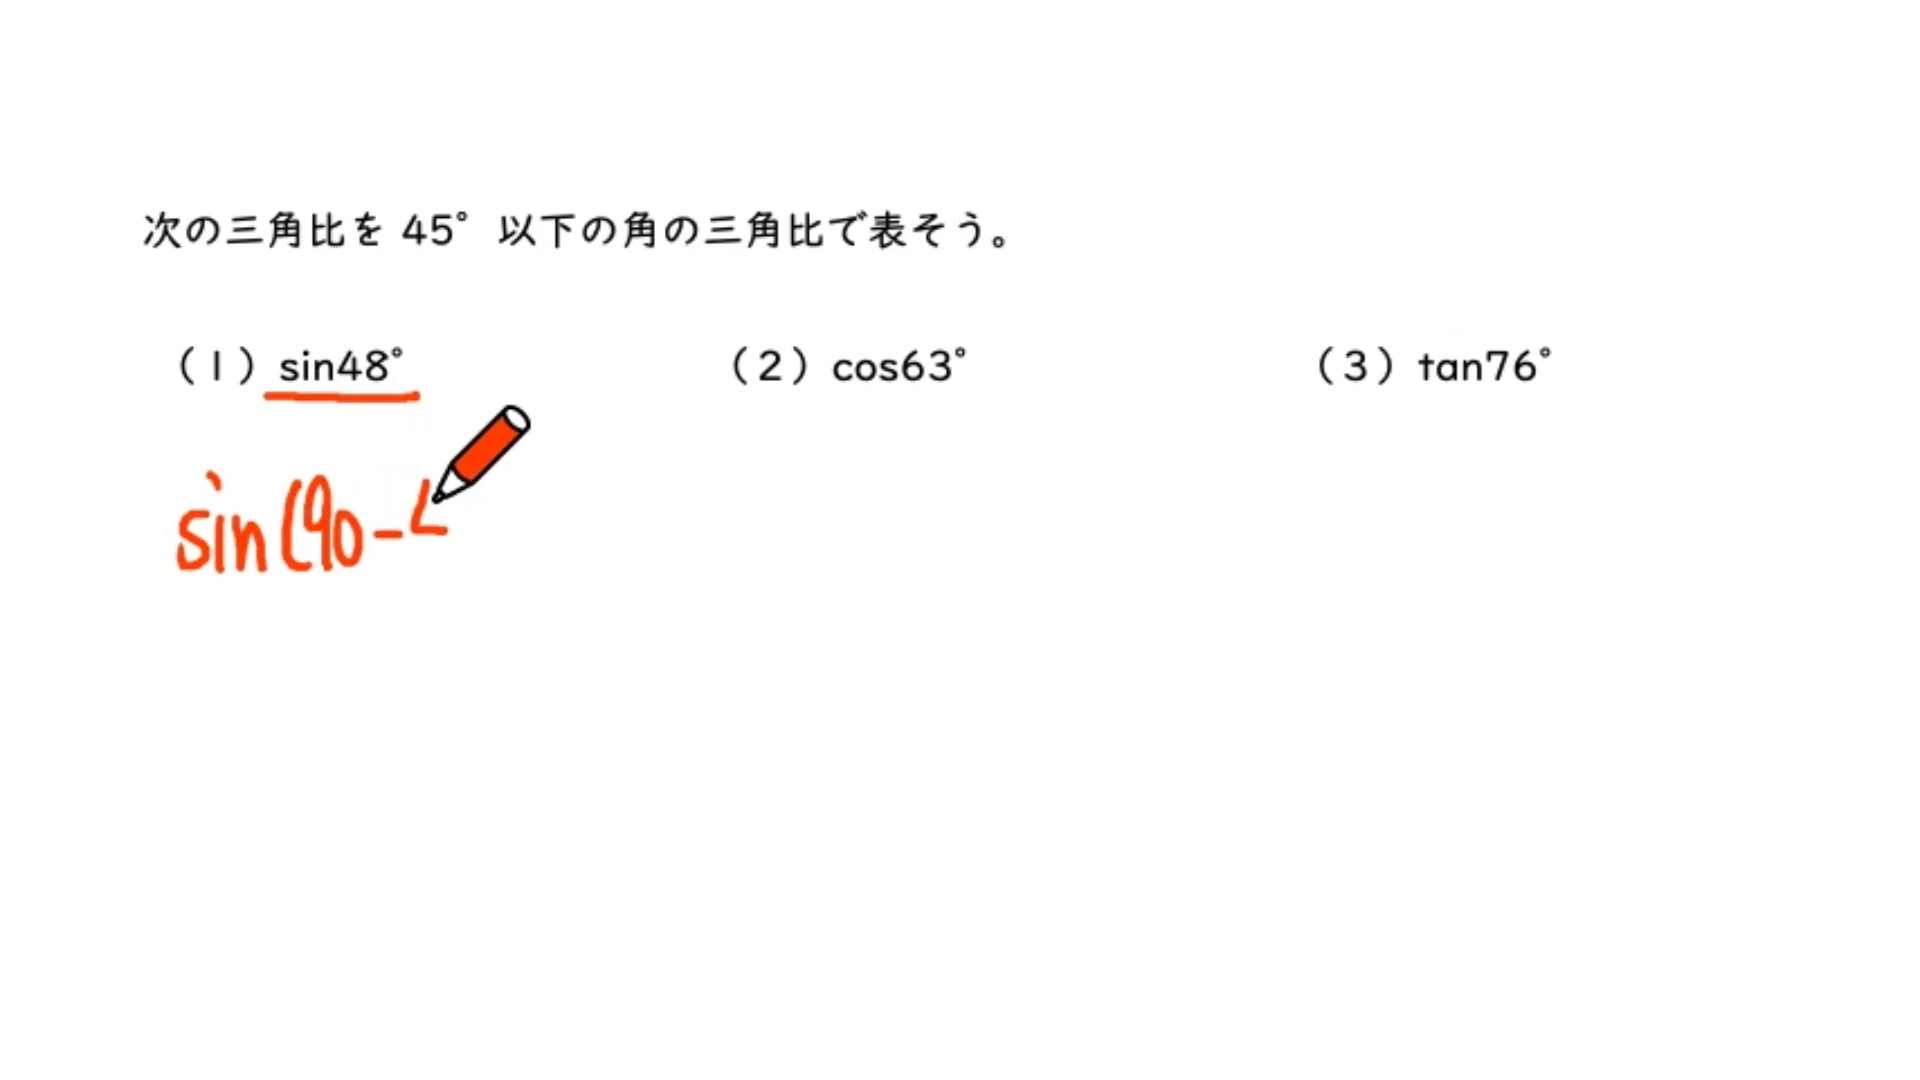 次の三角比を 45° 以下の角の三角比で表そう。
(1) sin48° (2) cos63° (3) tan76°
sin(90-